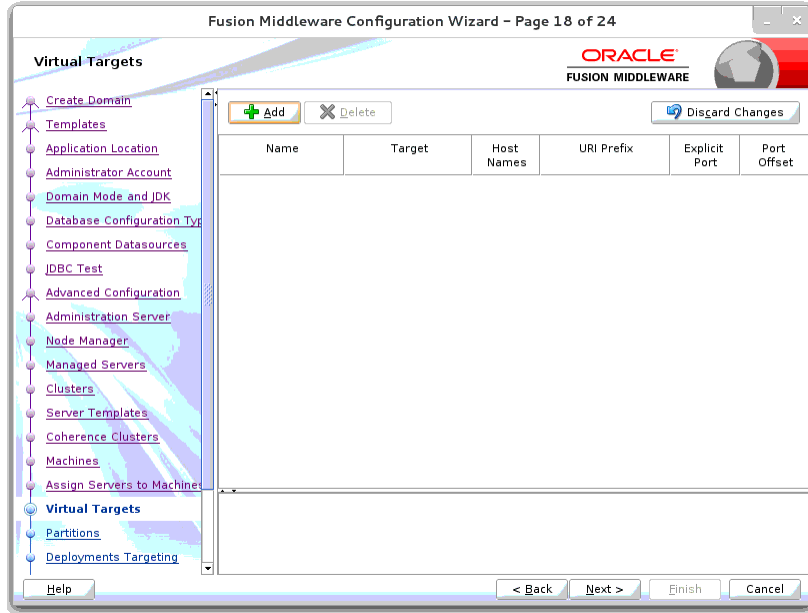 Fusion Middleware Configuration Wizard – Page 18 of 24
Virtual Targets
ORACLE
FUSION MIDDLEWARE
Create Domain
Templates
Application Location
Administrator Account
Domain Mode and JDK
Database Configuration Typ
Component Datasources
JDBC Test
Advanced Configuration
Administration Server
Node Manager
Managed Servers
Clusters
Server Templates
Coherence Clusters
Machines
Assign Servers to Machines
Virtual Targets
Partitions
Deployments Targeting
Add Delete Discard Changes
Name Target Host Names URI Prefix Explicit Port Port Offset
Help < Back Next > Finish Cancel